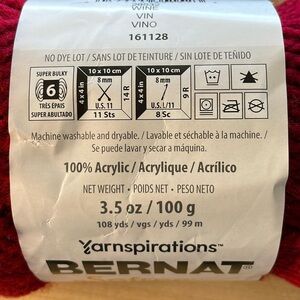 WINE
VIN
VINO
161128
NO DYE LOT / SANS LOT DE TEINTURE / SIN LOTE DE TEÑIDO
SUPER BULKY
6
TRÈS ÉPAIS
SUPER ABULTADO
10 x 10 cm
4 x 4 in
8 mm
U.S. 11
14 R
11 Sts
10 x 10 cm
4 x 4 in
8 mm
U.S. / 11
9 R
8 Sc
Machine washable and dryable. / Lavable et séchable à la machine. /
Se puede lavar y secar a máquina.
100% Acrylic / Acrylique / Acrílico
NET WEIGHT • POIDS NET • PESO NETO
3.5 oz / 100 g
108 yds / vgs / yds / 99 m
Yarnspirations™
BERNAT®